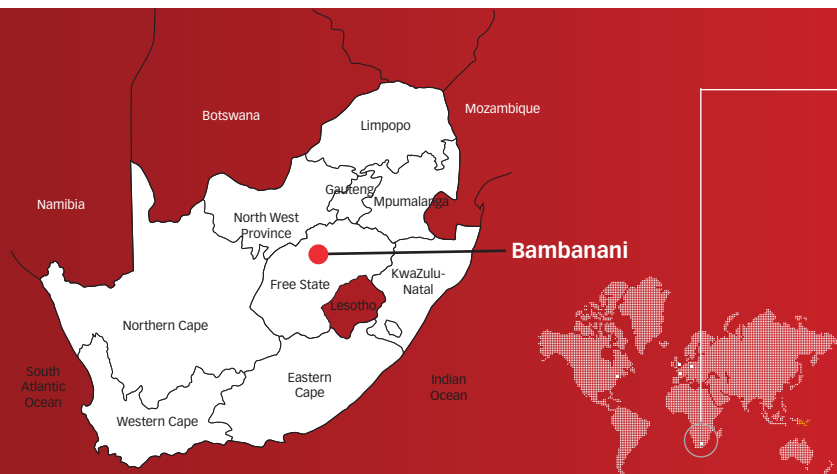 Botswana
Mozambique
Limpopo
Gauteng
Mpumalanga
Namibia
North West
Province
Bambanani
Free State
KwaZulu-
Natal
Lesotho
Northern Cape
South
Atlantic
Ocean
Eastern
Cape
Indian
Ocean
Western Cape